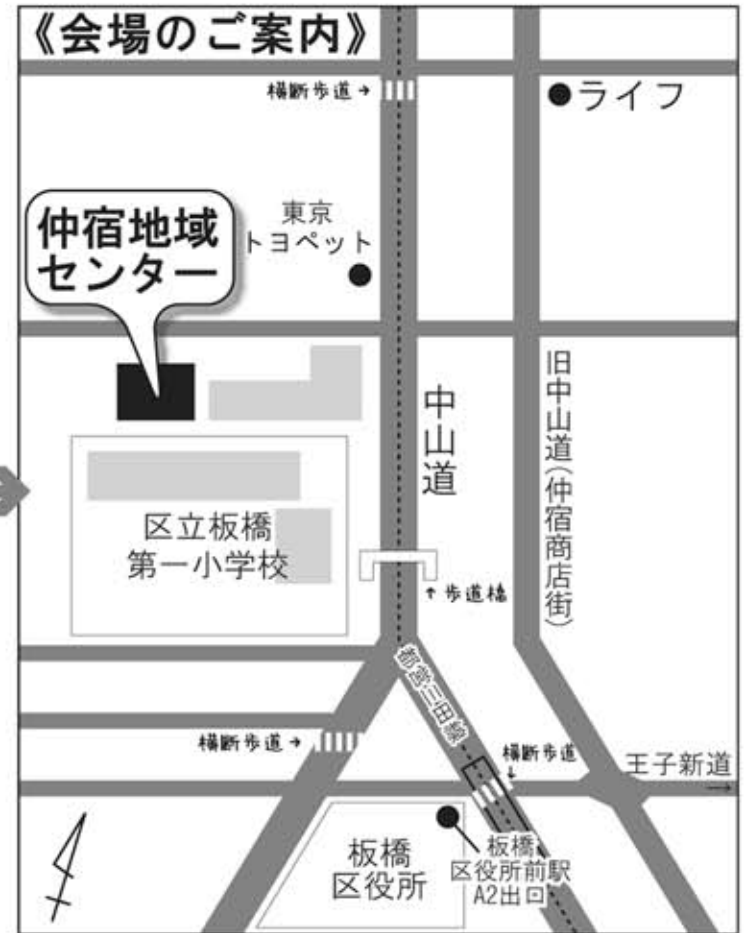 《会場のご案内》
横断歩道→
ライフ
東京
トヨペット
仲宿地域
センター
中山道
旧中山道(仲宿商店街)
区立板橋
第一小学校
↑歩道橋
都営三田線
横断歩道→
横断歩道
↓
王子新道
→
板橋
区役所
板橋
区役所前駅
A2出口